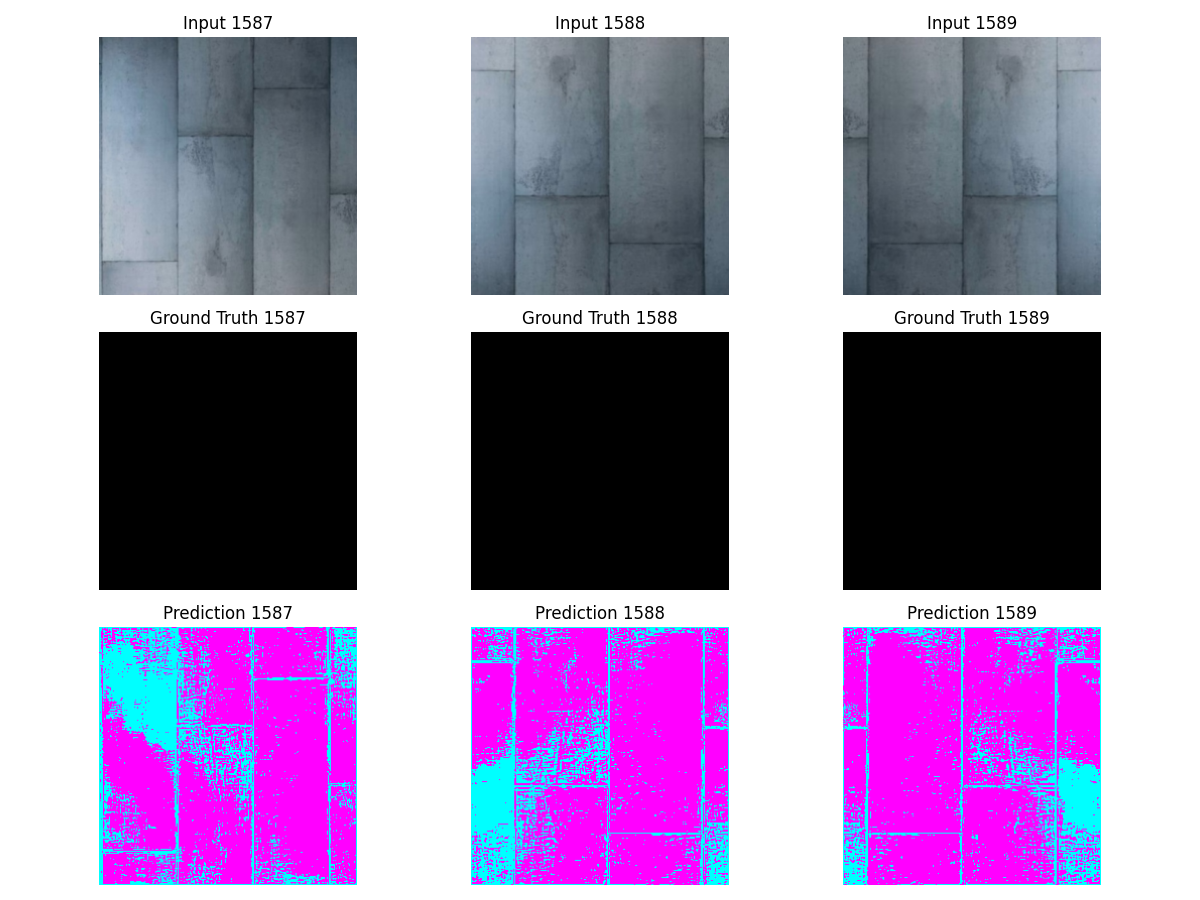 Input 1587
Input 1588
Input 1589
Ground Truth 1587
Ground Truth 1588
Ground Truth 1589
Prediction 1587
Prediction 1588
Prediction 1589